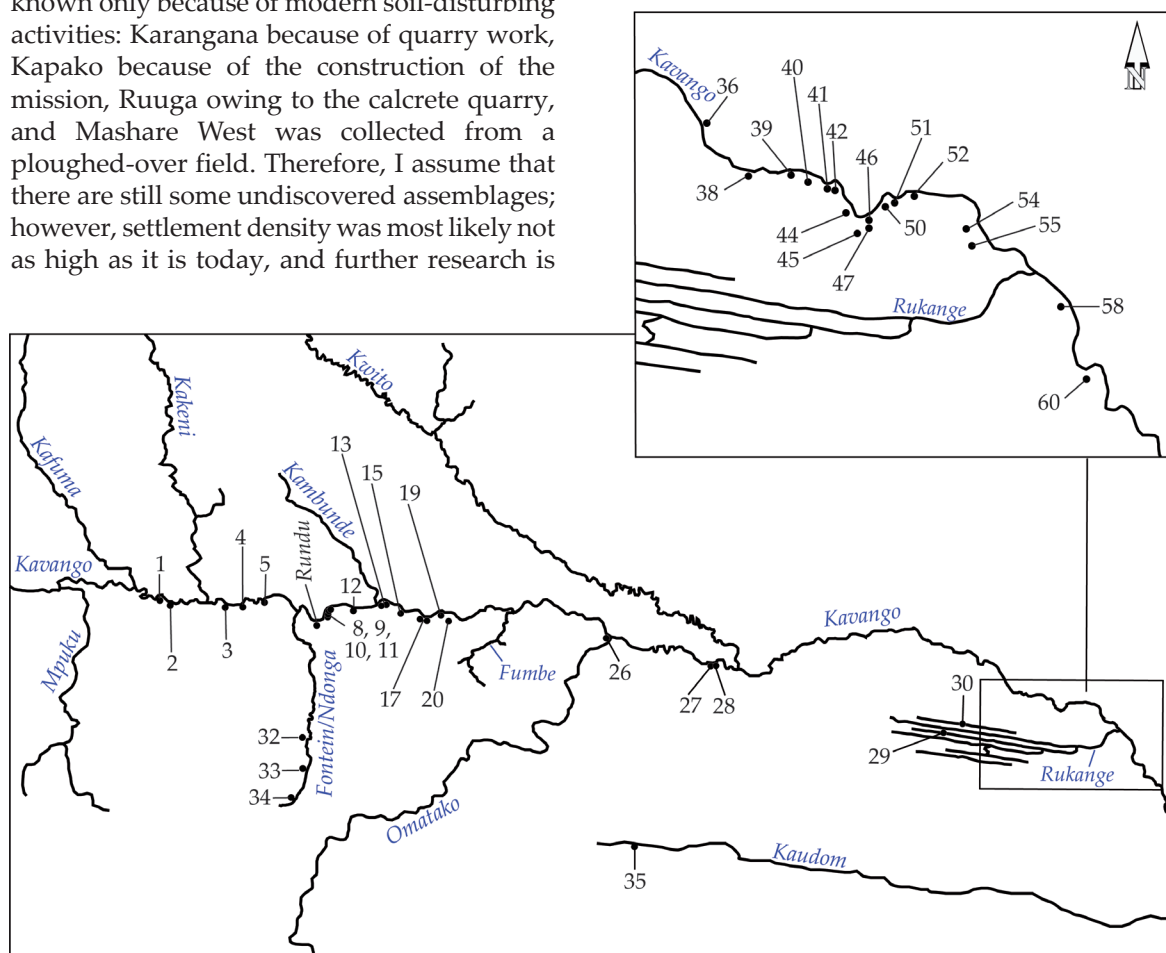 known only because of modern soil-disturbing
activities: Karangana because of quarry work,
Kapako because of the construction of the
mission, Ruuga owing to the calcrete quarry,
and Mashare West was collected from a
ploughed-over field. Therefore, I assume that
there are still some undiscovered assemblages;
however, settlement density was most likely not
as high as it is today, and further research is
N
Kavango
36
40
41
39
42
46
51
52
38
44
45
47
50
54
55
Rukange
58
60
Kwito
Kakeni
Kafuma
Kambunde
13
15
19
Kavango
1
4
5
Rundu
12
2
3
8, 9,
10, 11
17
20
Fumbe
26
27
28
Kavango
Mpuku
Fontein/Ndonga
32
33
34
30
29
Rukange
Omatako
35
Kaudom